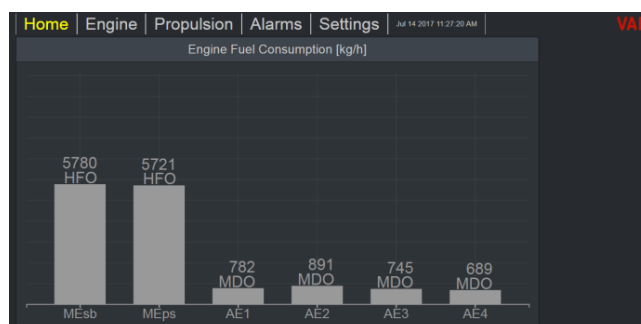 Home Engine Propulsion Alarms Settings Jul 14 2017 11:27:20 AM
Engine Fuel Consumption [kg/h]
5780 5721
HFO HFO
782 891 745 689
MDO MDO MDO MDO
MEsb MEps AE1 AE2 AE3 AE4